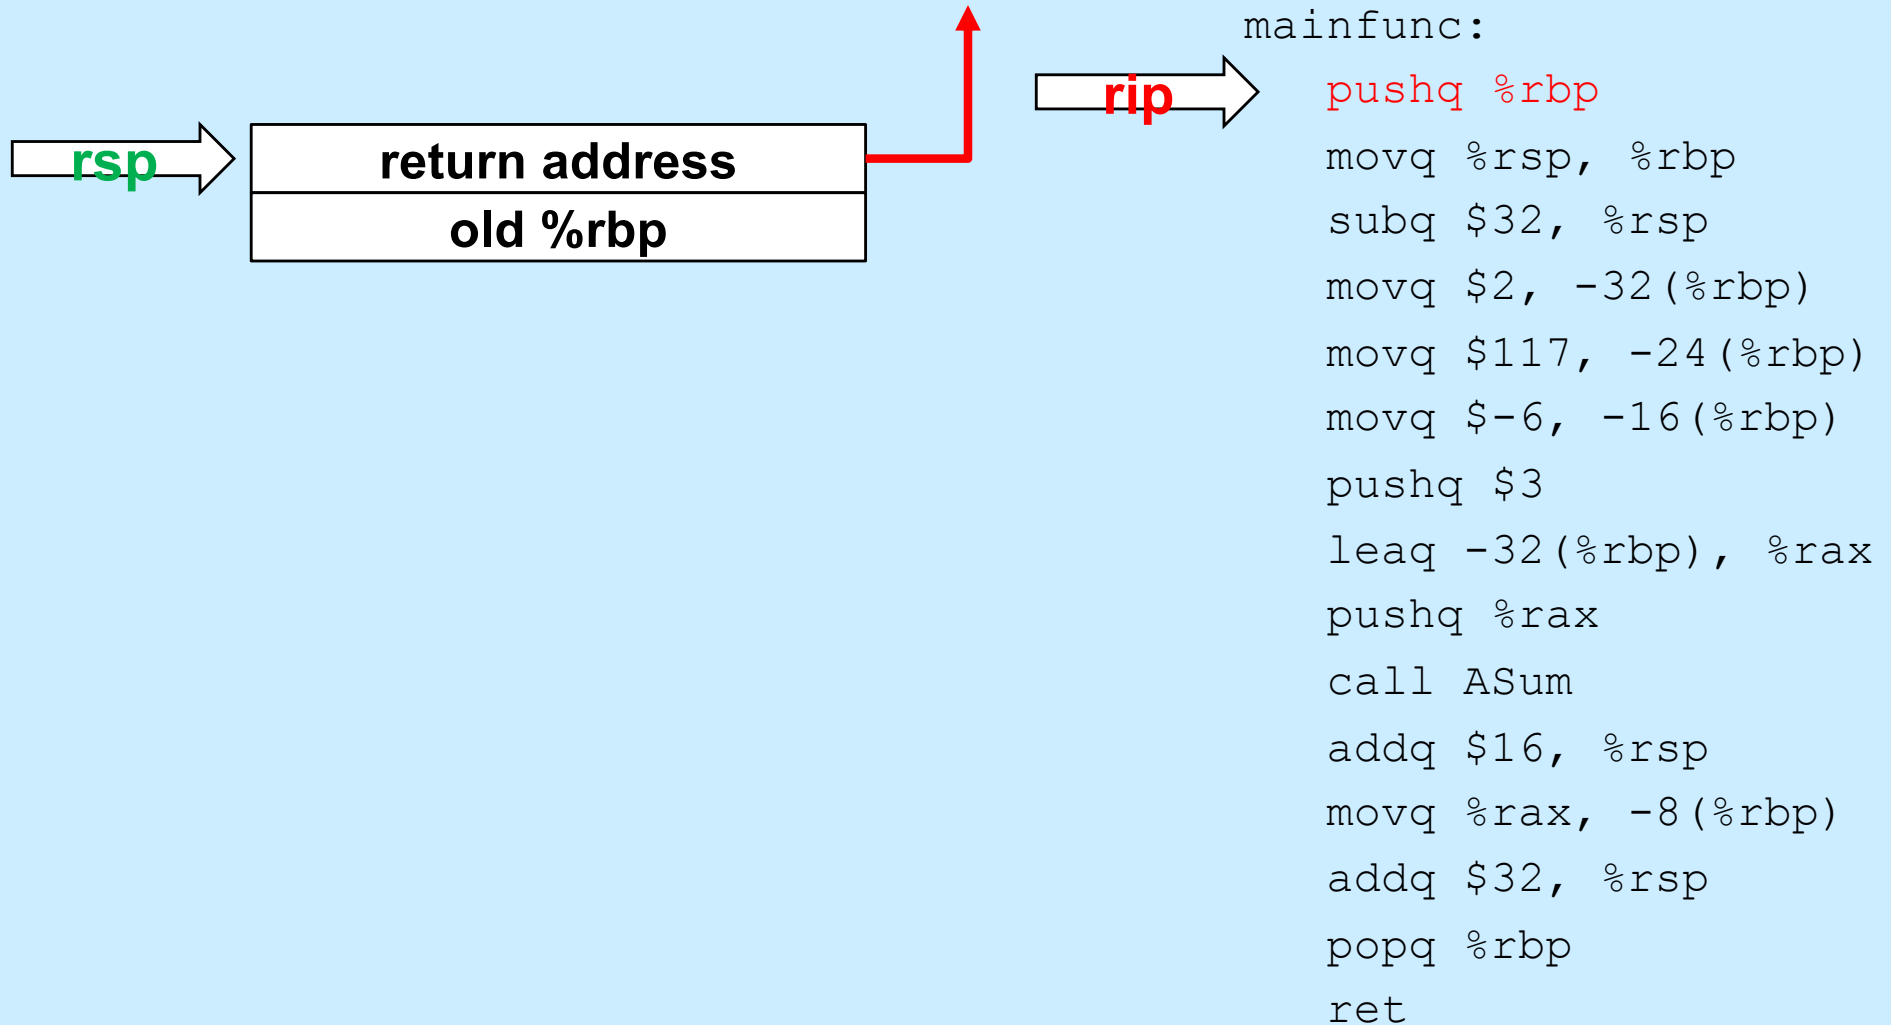 mainfunc:
rip
pushq %rbp
rsp
return address
movq %rsp, %rbp
old %rbp
subq $32, %rsp
movq $2, -32(%rbp)
movq $117, -24(%rbp)
movq $-6, -16(%rbp)
pushq $3
leaq -32(%rbp), %rax
pushq %rax
call ASum
addq $16, %rsp
movq %rax, -8(%rbp)
addq $32, %rsp
popq %rbp
ret